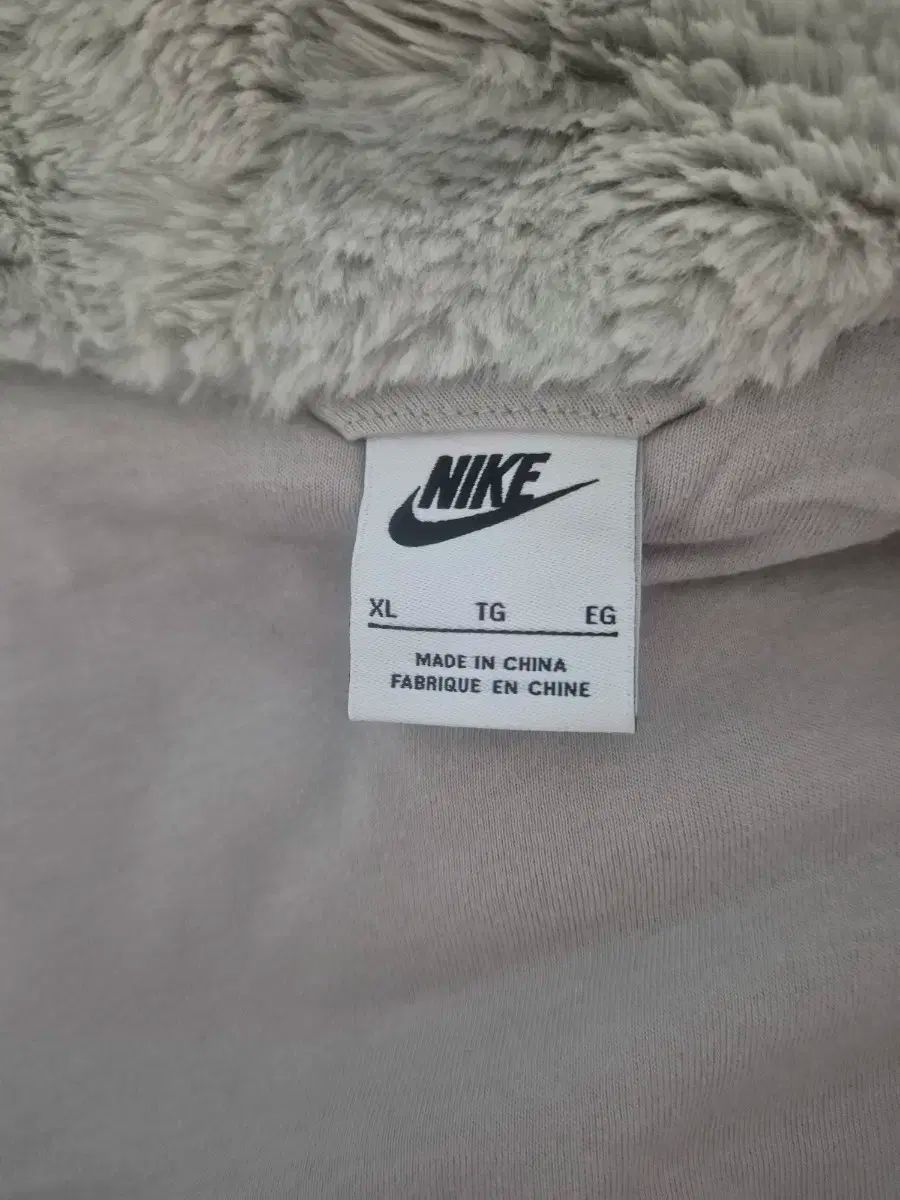 NIKE
XL TG EG
MADE IN CHINA
FABRIQUE EN CHINE